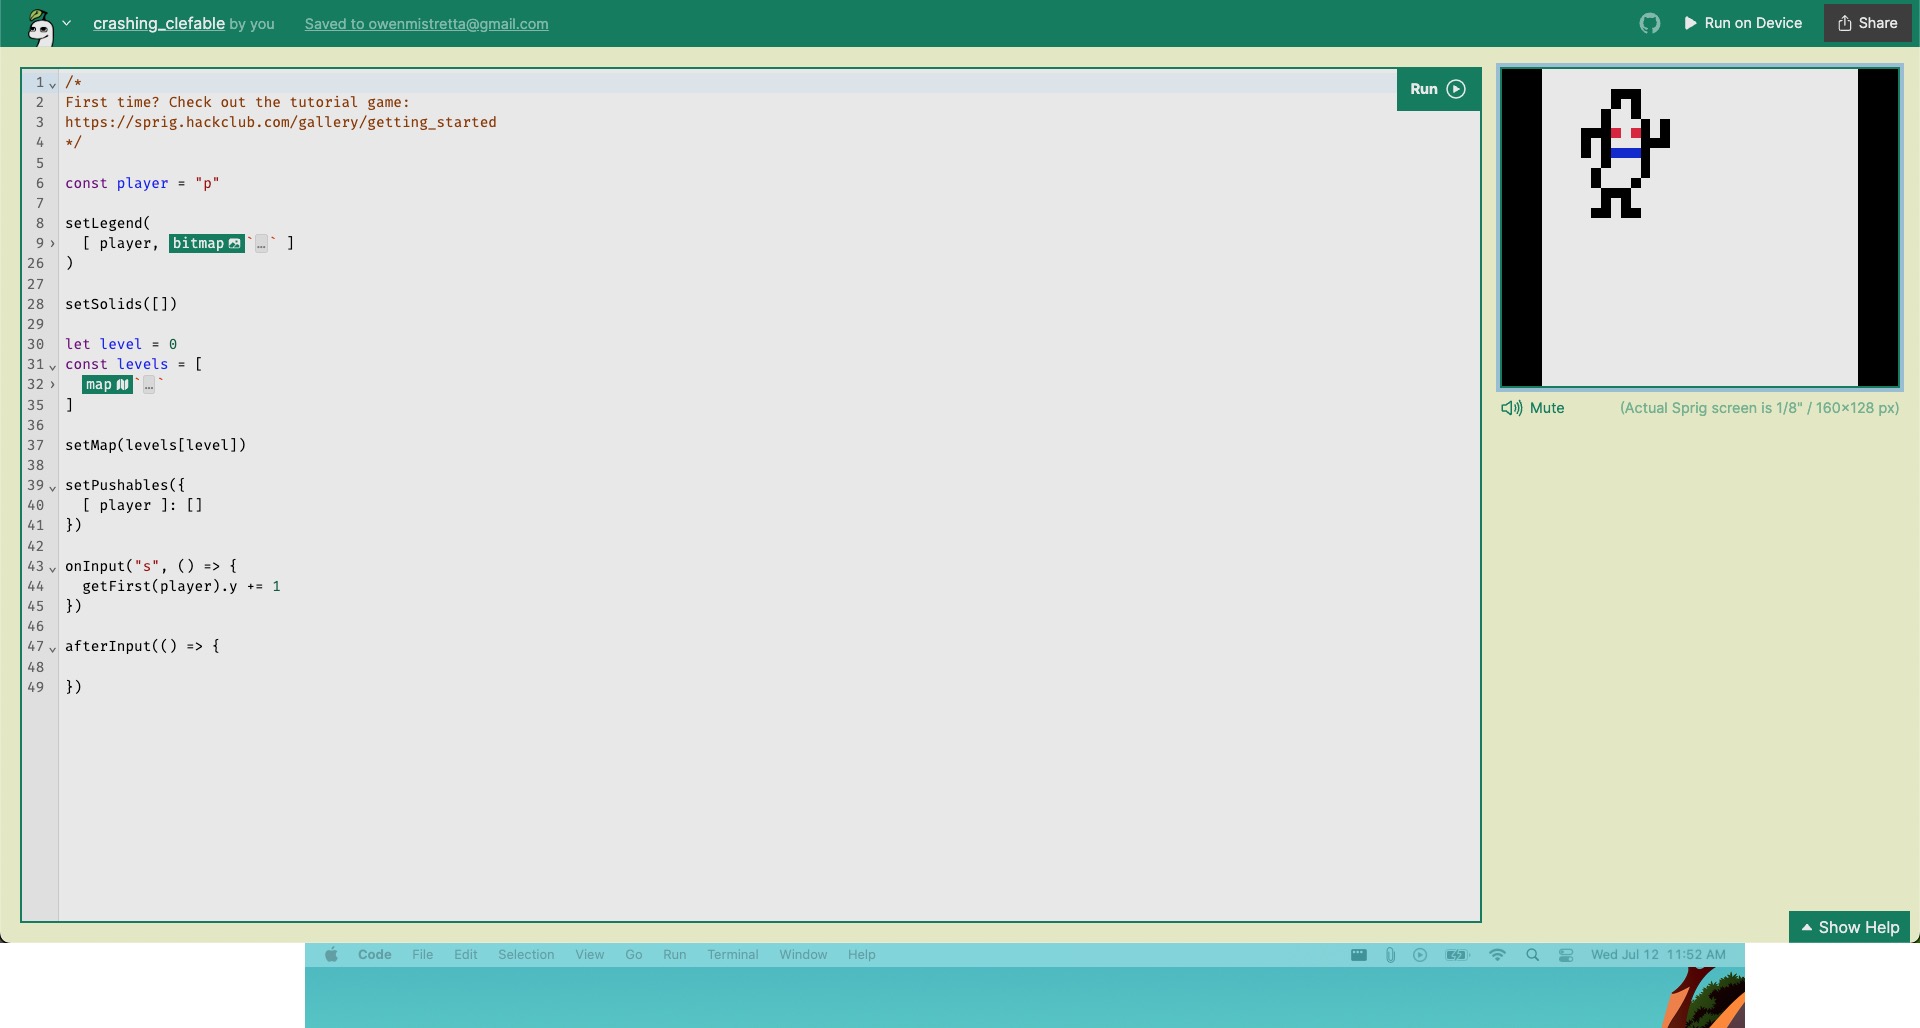 crashing_clefable by you Saved to owenmistretta@gmail.com Run on Device Share
Run
1 /*
2 First time? Check out the tutorial game:
3 https://sprig.hackclub.com/gallery/getting_started
4 */
5
6 const player = "p"
7
8 setLegend(
9 [ player, bitmap`…` ]
26 )
27
28 setSolids([])
29
30 let level = 0
31 const levels = [
32 map`…`
35 ]
36
37 setMap(levels[level])
38
39 setPushables({
40 [ player ]: []
41 })
42
43 onInput("s", () => {
44 getFirst(player).y += 1
45 })
46
47 afterInput(() => {
48
49 })
Mute (Actual Sprig screen is 1/8" / 160×128 px)
Show Help
Code File Edit Selection View Go Run Terminal Window Help Wed Jul 12 11:52 AM